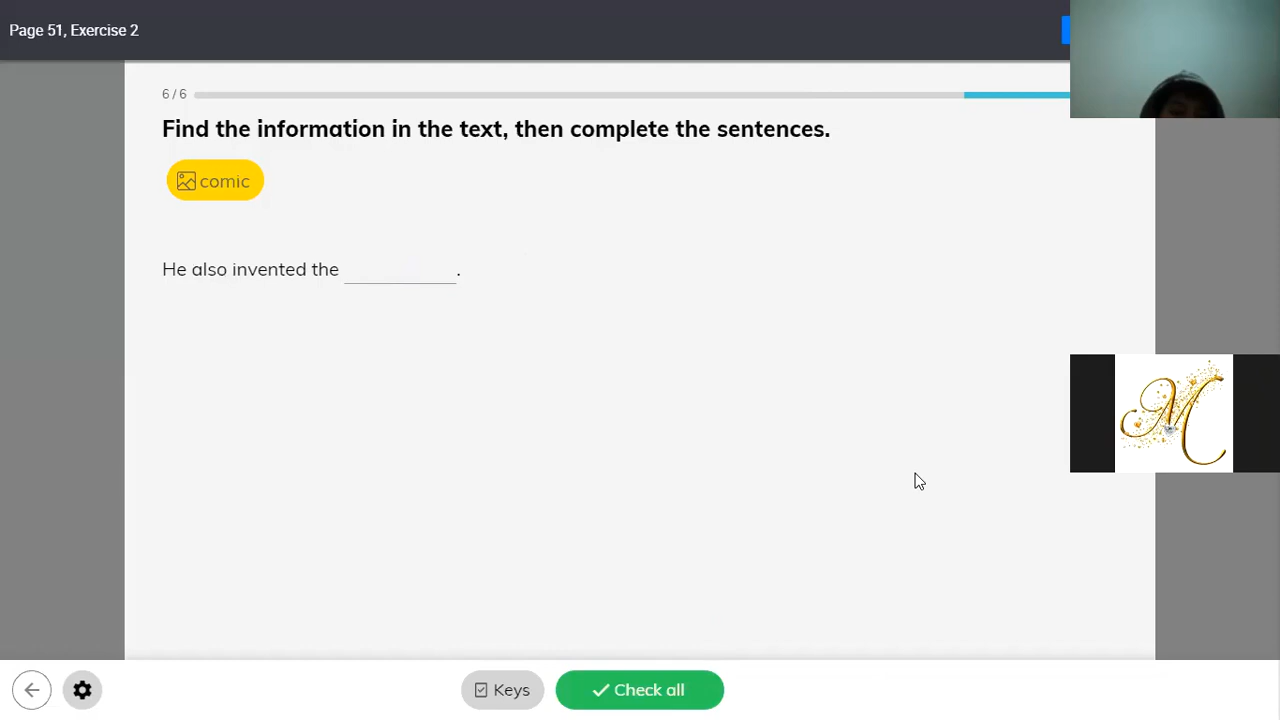 Page 51, Exercise 2
6 / 6
Find the information in the text, then complete the sentences.
comic
He also invented the ____________.
M
Keys
Check all